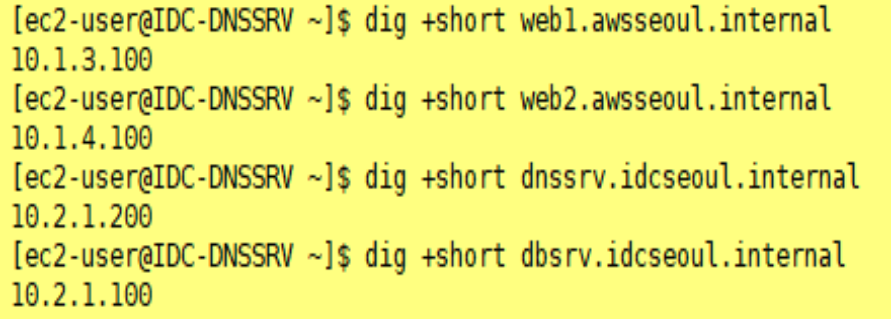 [ec2-user@IDC-DNSSRV ~]$ dig +short web1.awsseoul.internal
10.1.3.100
[ec2-user@IDC-DNSSRV ~]$ dig +short web2.awsseoul.internal
10.1.4.100
[ec2-user@IDC-DNSSRV ~]$ dig +short dnssrv.idcseoul.internal
10.2.1.200
[ec2-user@IDC-DNSSRV ~]$ dig +short dbsrv.idcseoul.internal
10.2.1.100